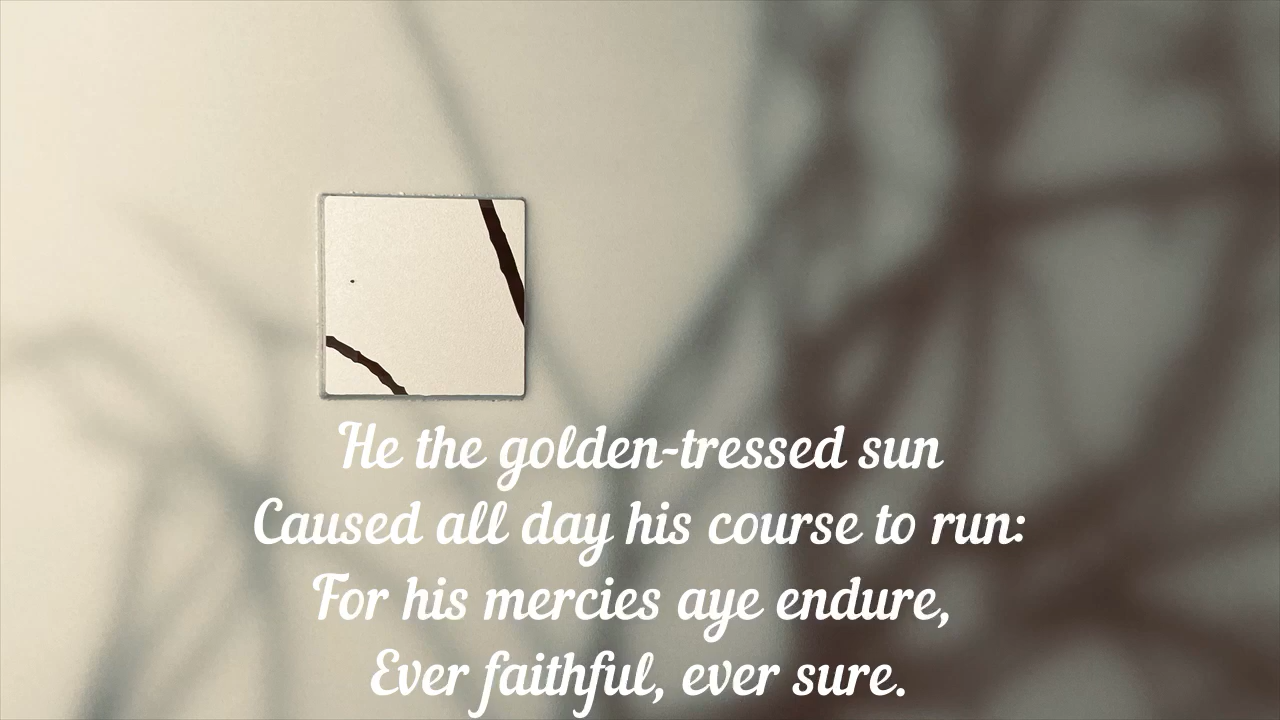 He the golden-tressed sun
Caused all day his course to run:
For his mercies aye endure,
Ever faithful, ever sure.